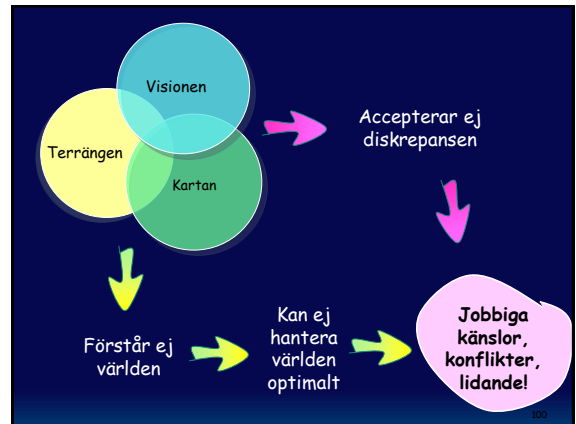 Visionen
Terrängen
Kartan
Accepterar ej
diskrepansen
Förstår ej
världen
Kan ej
hantera
världen
optimalt
Jobbiga
känslor,
konflikter,
lidande!
100